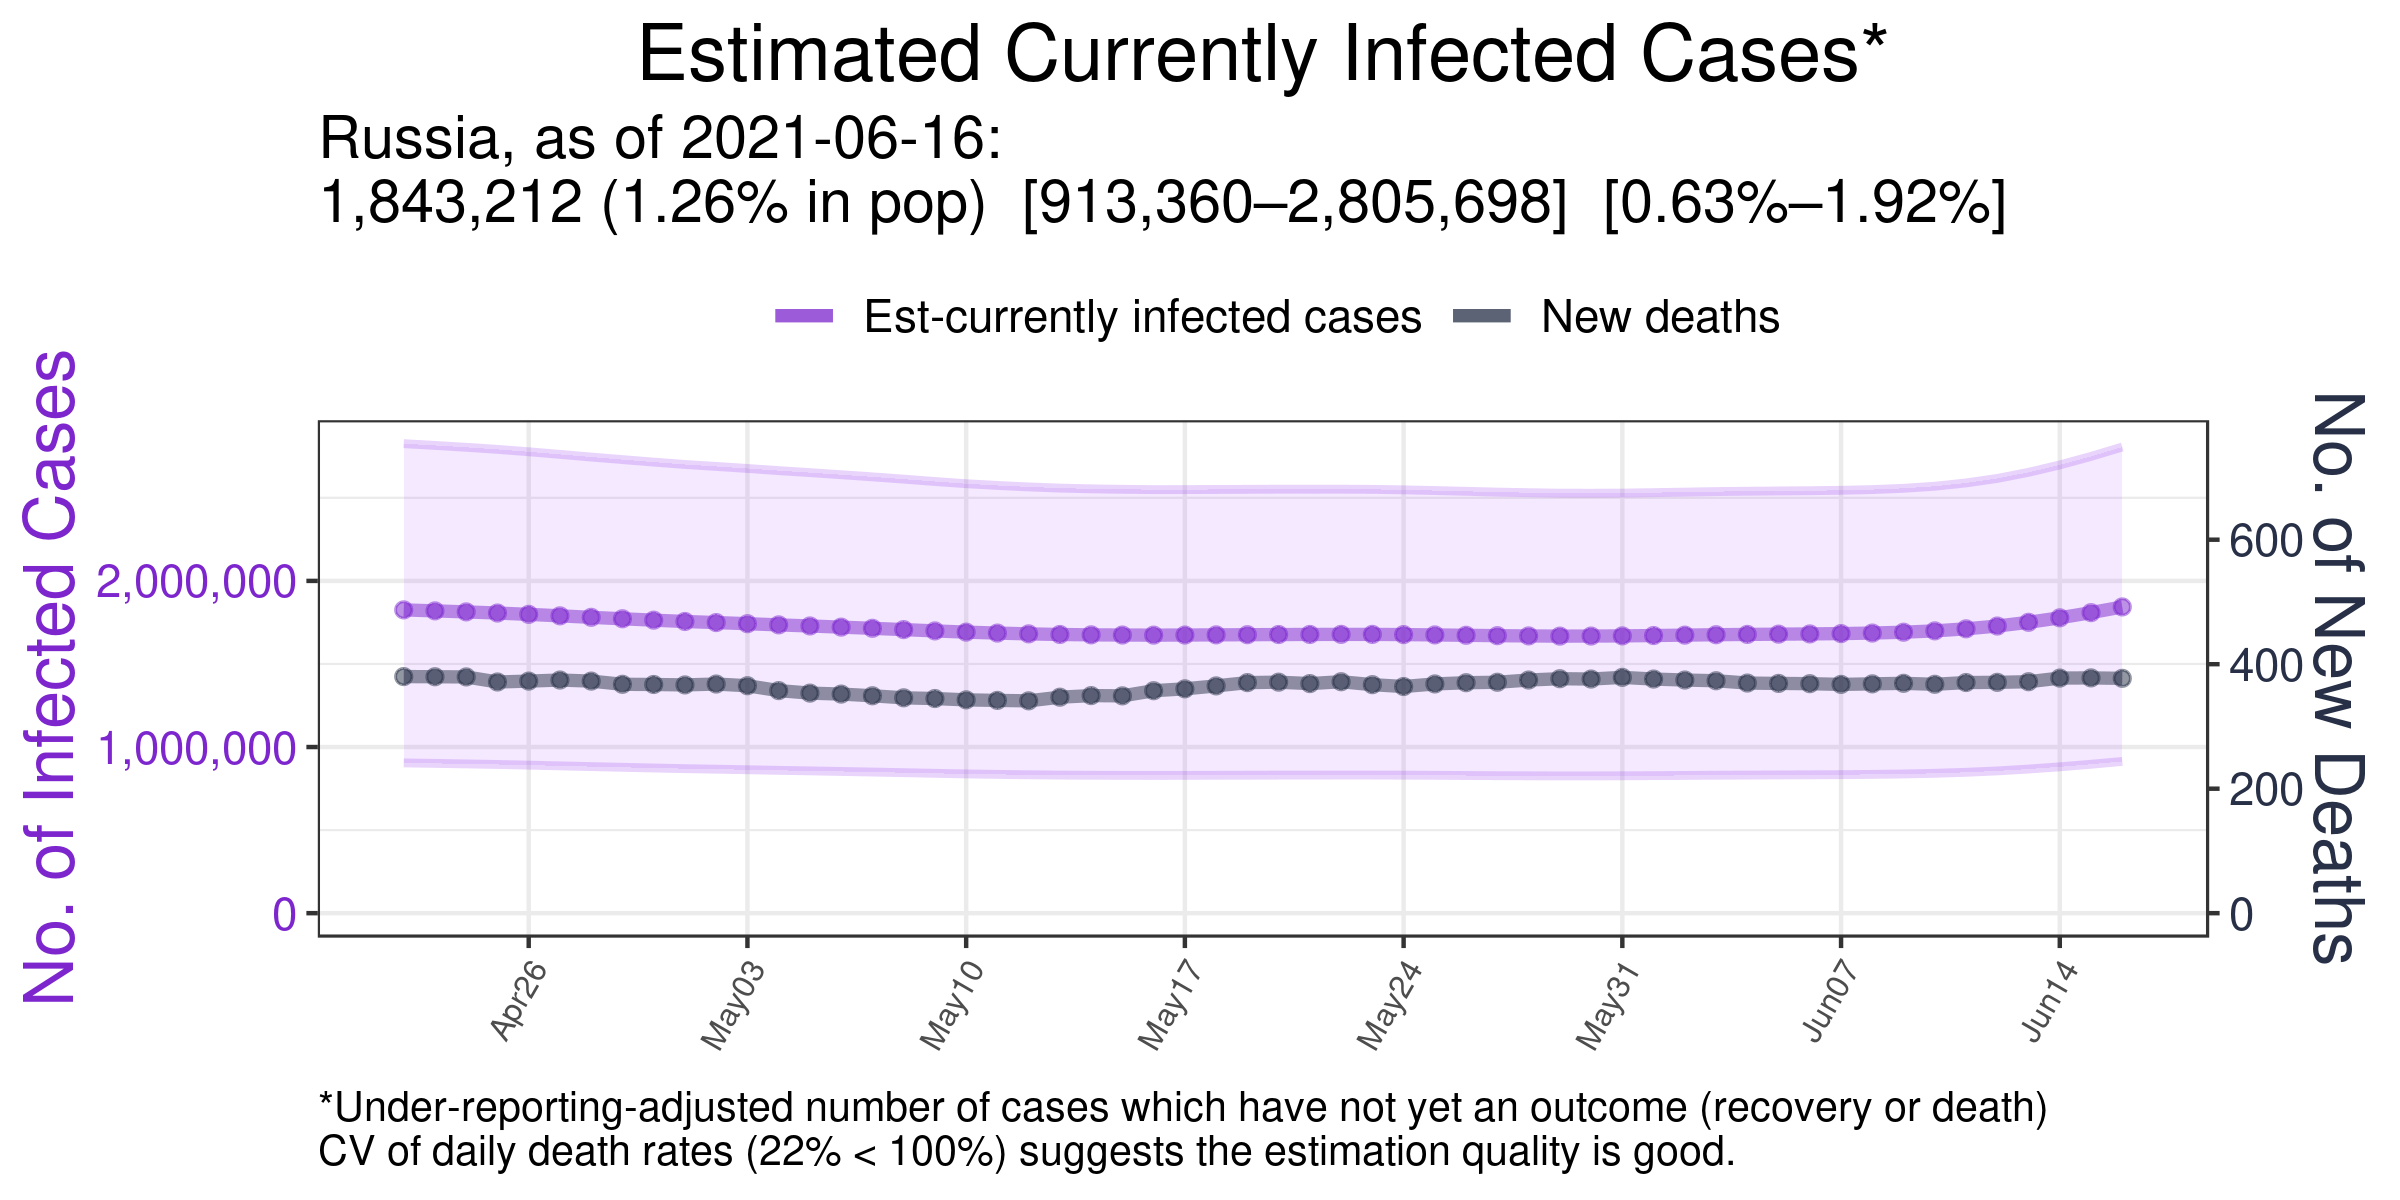 Estimated Currently Infected Cases*
Russia, as of 2021-06-16:
1,843,212 (1.26% in pop)  [913,360–2,805,698]  [0.63%–1.92%]
Est-currently infected cases
New deaths
No. of Infected Cases
2,000,000
1,000,000
0
No. of New Deaths
600
400
200
0
Apr26
May03
May10
May17
May24
May31
Jun07
Jun14
*Under-reporting-adjusted number of cases which have not yet an outcome (recovery or death)
CV of daily death rates (22% < 100%) suggests the estimation quality is good.